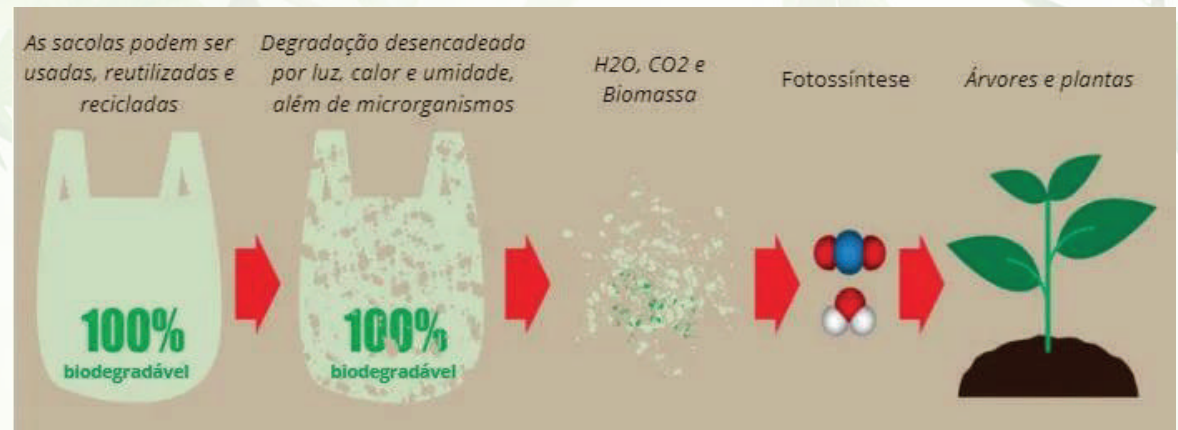 As sacolas podem ser
usadas, reutilizadas e
recicladas
Degradação desencadeada
por luz, calor e umidade,
além de microrganismos
H2O, CO2 e
Biomassa
Fotossíntese
Árvores e plantas
100%
biodegradável
100%
biodegradável